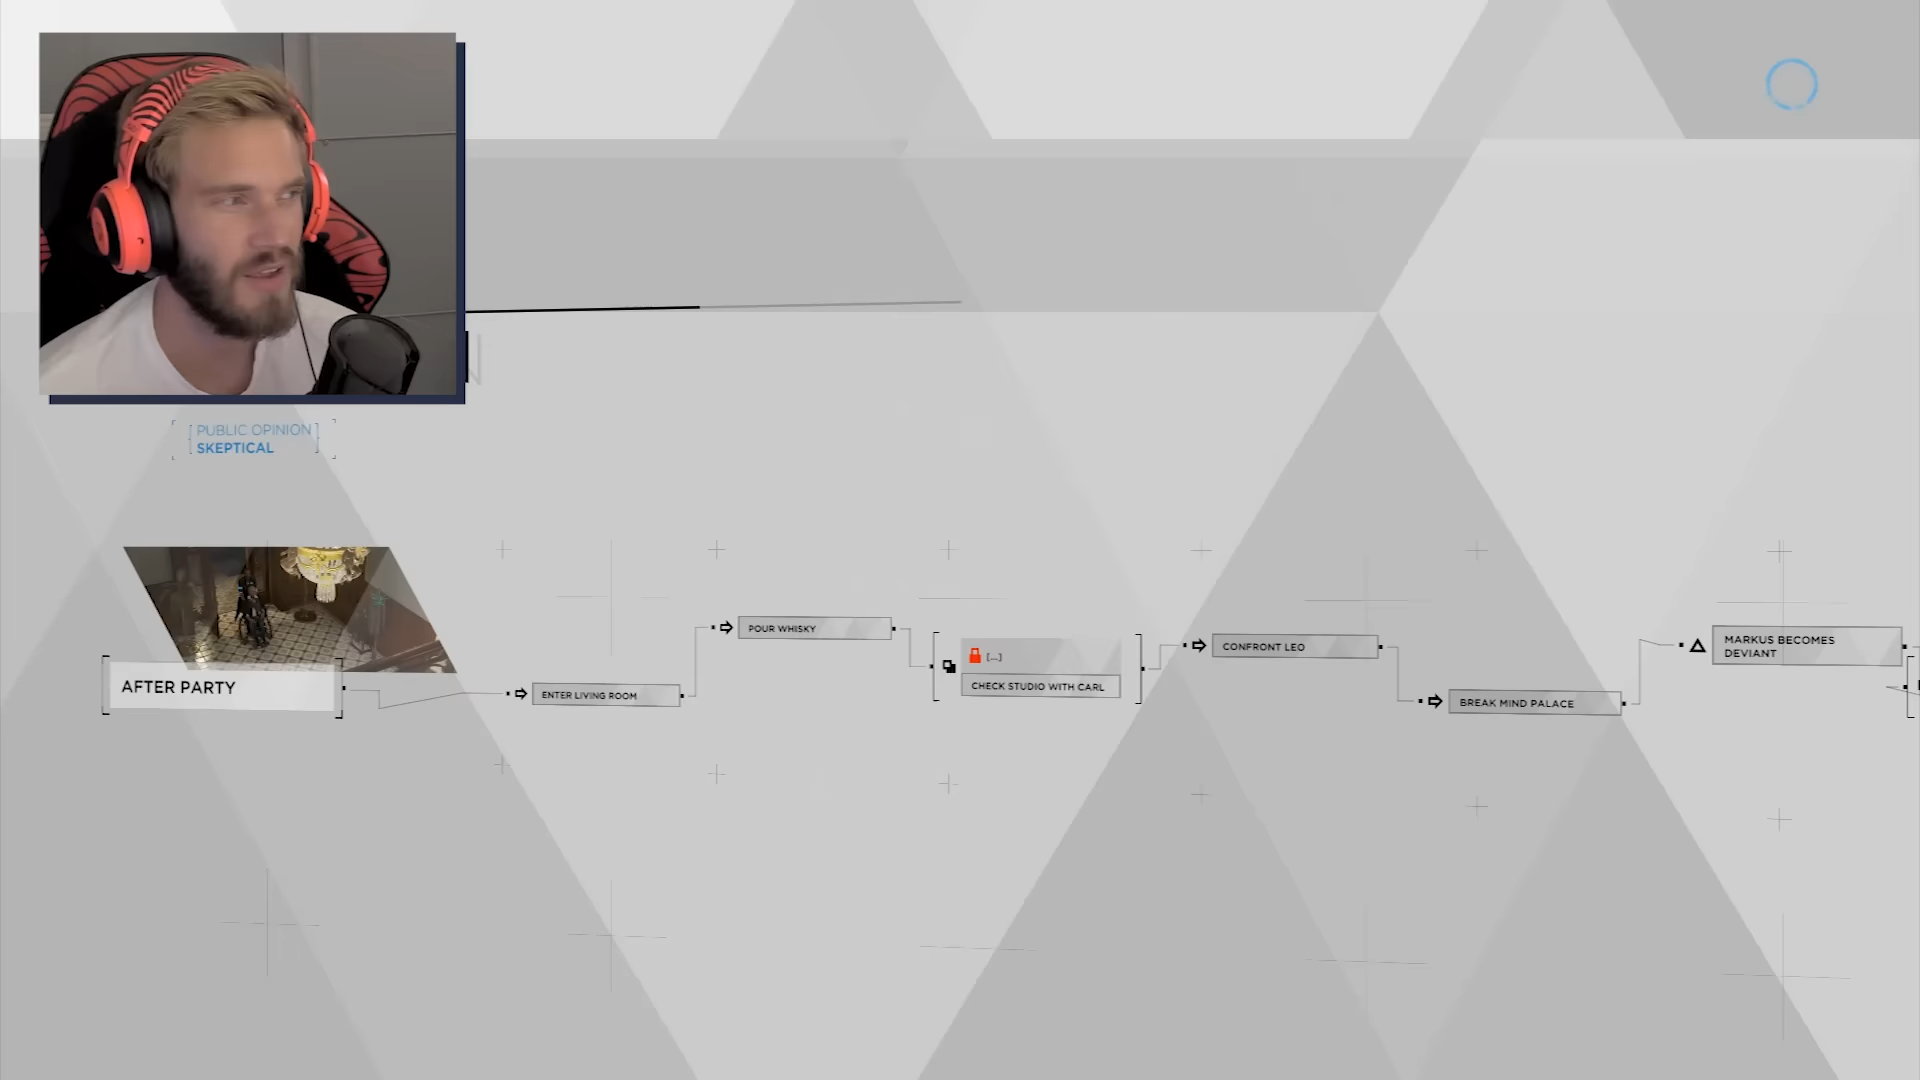 N
PUBLIC OPINION
SKEPTICAL
AFTER PARTY
ENTER LIVING ROOM
POUR WHISKY
[...]
CHECK STUDIO WITH CARL
CONFRONT LEO
BREAK MIND PALACE
MARKUS BECOMES
DEVIANT